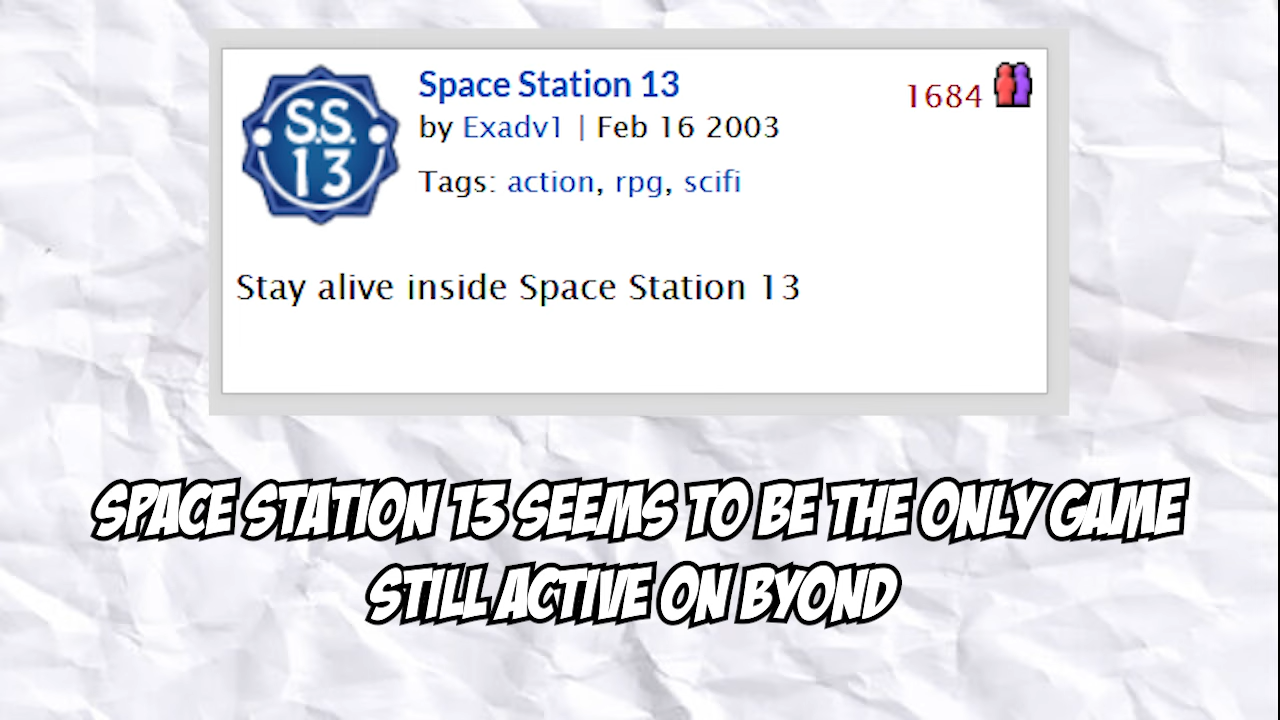 S.S.
13
Space Station 13
1684
by Exadv1 | Feb 16 2003
Tags: action, rpg, scifi
Stay alive inside Space Station 13
SPACE STATION 13 SEEMS TO BE THE ONLY GAME
STILL ACTIVE ON BYOND